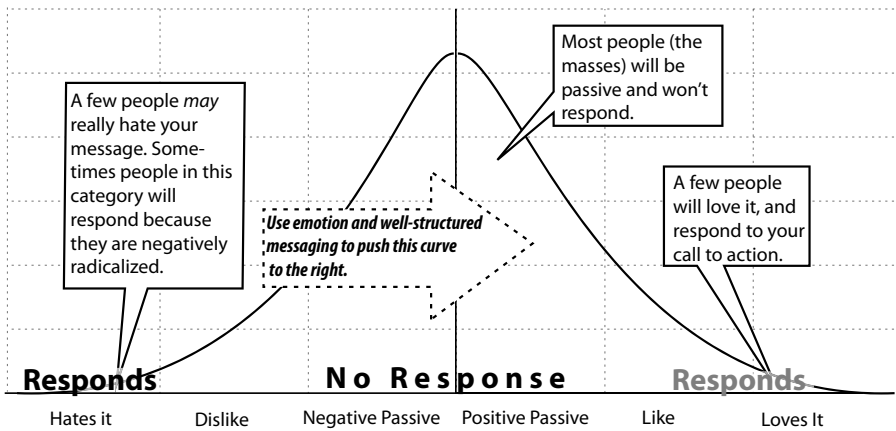 Most people (the
masses) will be
passive and won't
respond.
A few people may
really hate your
message. Some-
times people in this
category will
respond because
they are negatively
radicalized.
A few people
will love it, and
respond to your
call to action.
Use emotion and well-structured
messaging to push this curve
to the right.
Responds No Response Responds
Hates it Dislike Negative Passive Positive Passive Like Loves It